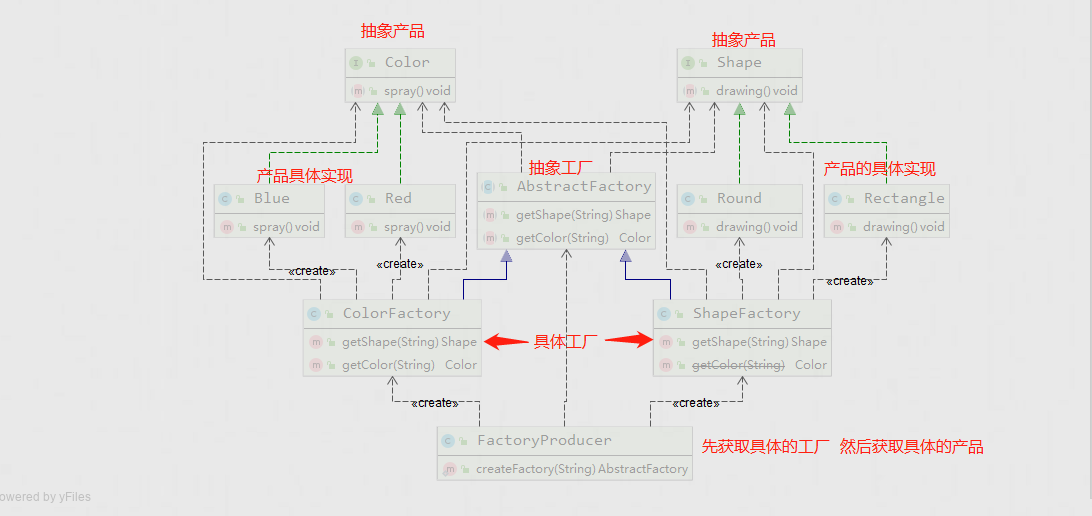 抽象产品
抽象产品
Color
Shape
spray() void
drawing() void
产品具体实现
抽象工厂
产品的具体实现
Blue
Red
AbstractFactory
Round
Rectangle
spray() void
spray() void
getShape(String) Shape
getColor(String) Color
drawing() void
drawing() void
«create»
«create»
«create»
«create»
ColorFactory
ShapeFactory
getShape(String) Shape
getColor(String) Color
具体工厂
getShape(String) Shape
getColor(String) Color
«create»
«create»
FactoryProducer
createFactory(String) AbstractFactory
先获取具体的工厂 然后获取具体的产品
owered by yFiles